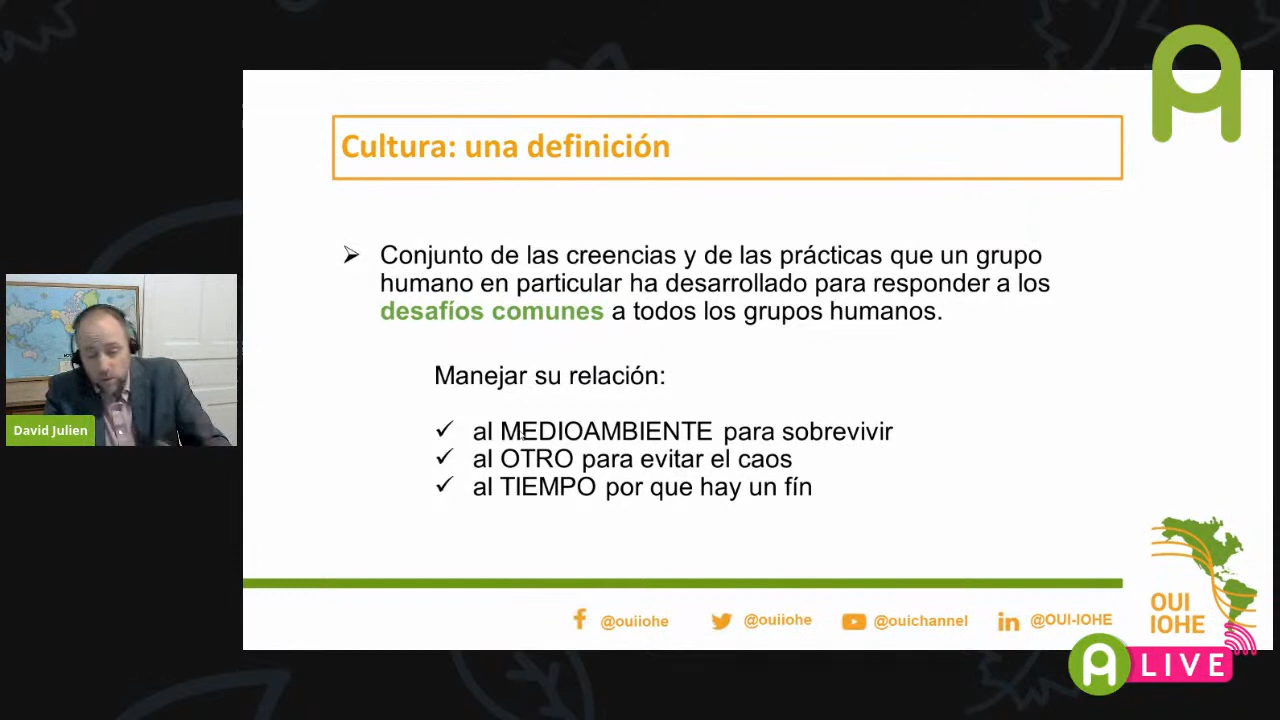 Cultura: una definición
Conjunto de las creencias y de las prácticas que un grupo
humano en particular ha desarrollado para responder a los
desafíos comunes a todos los grupos humanos.
Manejar su relación:
al MEDIOAMBIENTE para sobrevivir
al OTRO para evitar el caos
al TIEMPO por que hay un fín
David Julien
@ouiiohe
@ouiiohe
@ouichannel
@OUI-IOHE
OUI
IOHE
LIVE